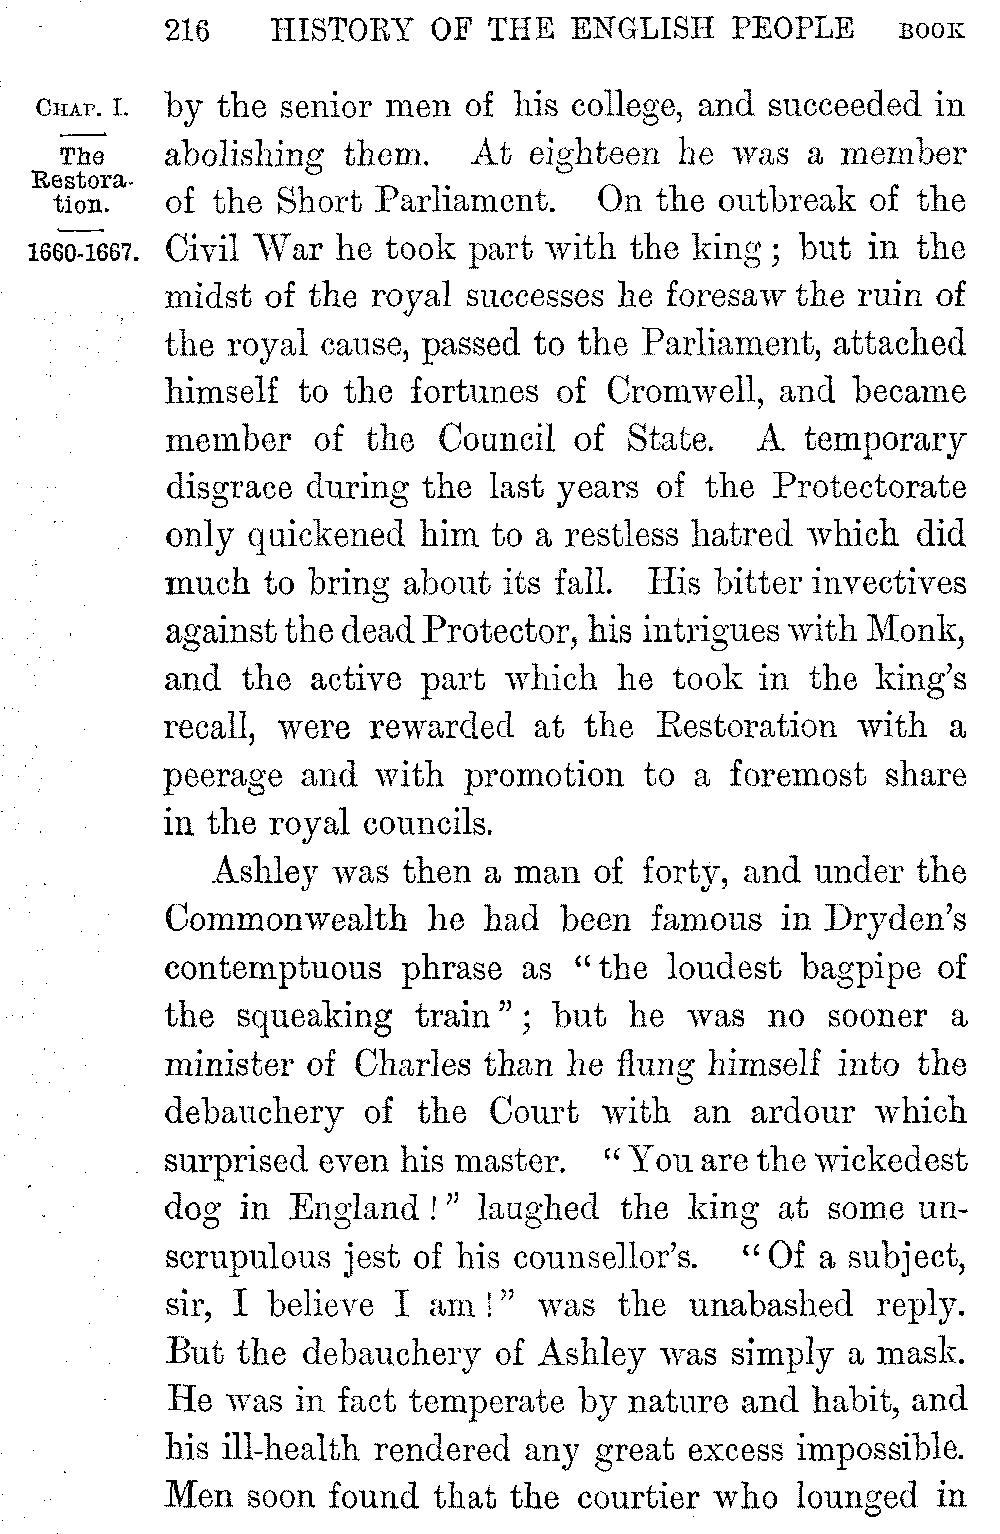 216 HISTORY OF THE ENGLISH PEOPLE BOOK
CHAP. I.
The
Restora-
tion.
1660-1667.
by the senior men of his college, and succeeded in
abolishing them. At eighteen he was a member
of the Short Parliament. On the outbreak of the
Civil War he took part with the king; but in the
midst of the royal successes he foresaw the ruin of
the royal cause, passed to the Parliament, attached
himself to the fortunes of Cromwell, and became
member of the Council of State. A temporary
disgrace during the last years of the Protectorate
only quickened him to a restless hatred which did
much to bring about its fall. His bitter invectives
against the dead Protector, his intrigues with Monk,
and the active part which he took in the king's
recall, were rewarded at the Restoration with a
peerage and with promotion to a foremost share
in the royal councils.
Ashley was then a man of forty, and under the
Commonwealth he had been famous in Dryden's
contemptuous phrase as "the loudest bagpipe of
the squeaking train"; but he was no sooner a
minister of Charles than he flung himself into the
debauchery of the Court with an ardour which
surprised even his master. "You are the wickedest
dog in England!" laughed the king at some un-
scrupulous jest of his counsellor's. "Of a subject,
sir, I believe I am!" was the unabashed reply.
But the debauchery of Ashley was simply a mask.
He was in fact temperate by nature and habit, and
his ill-health rendered any great excess impossible.
Men soon found that the courtier who lounged in